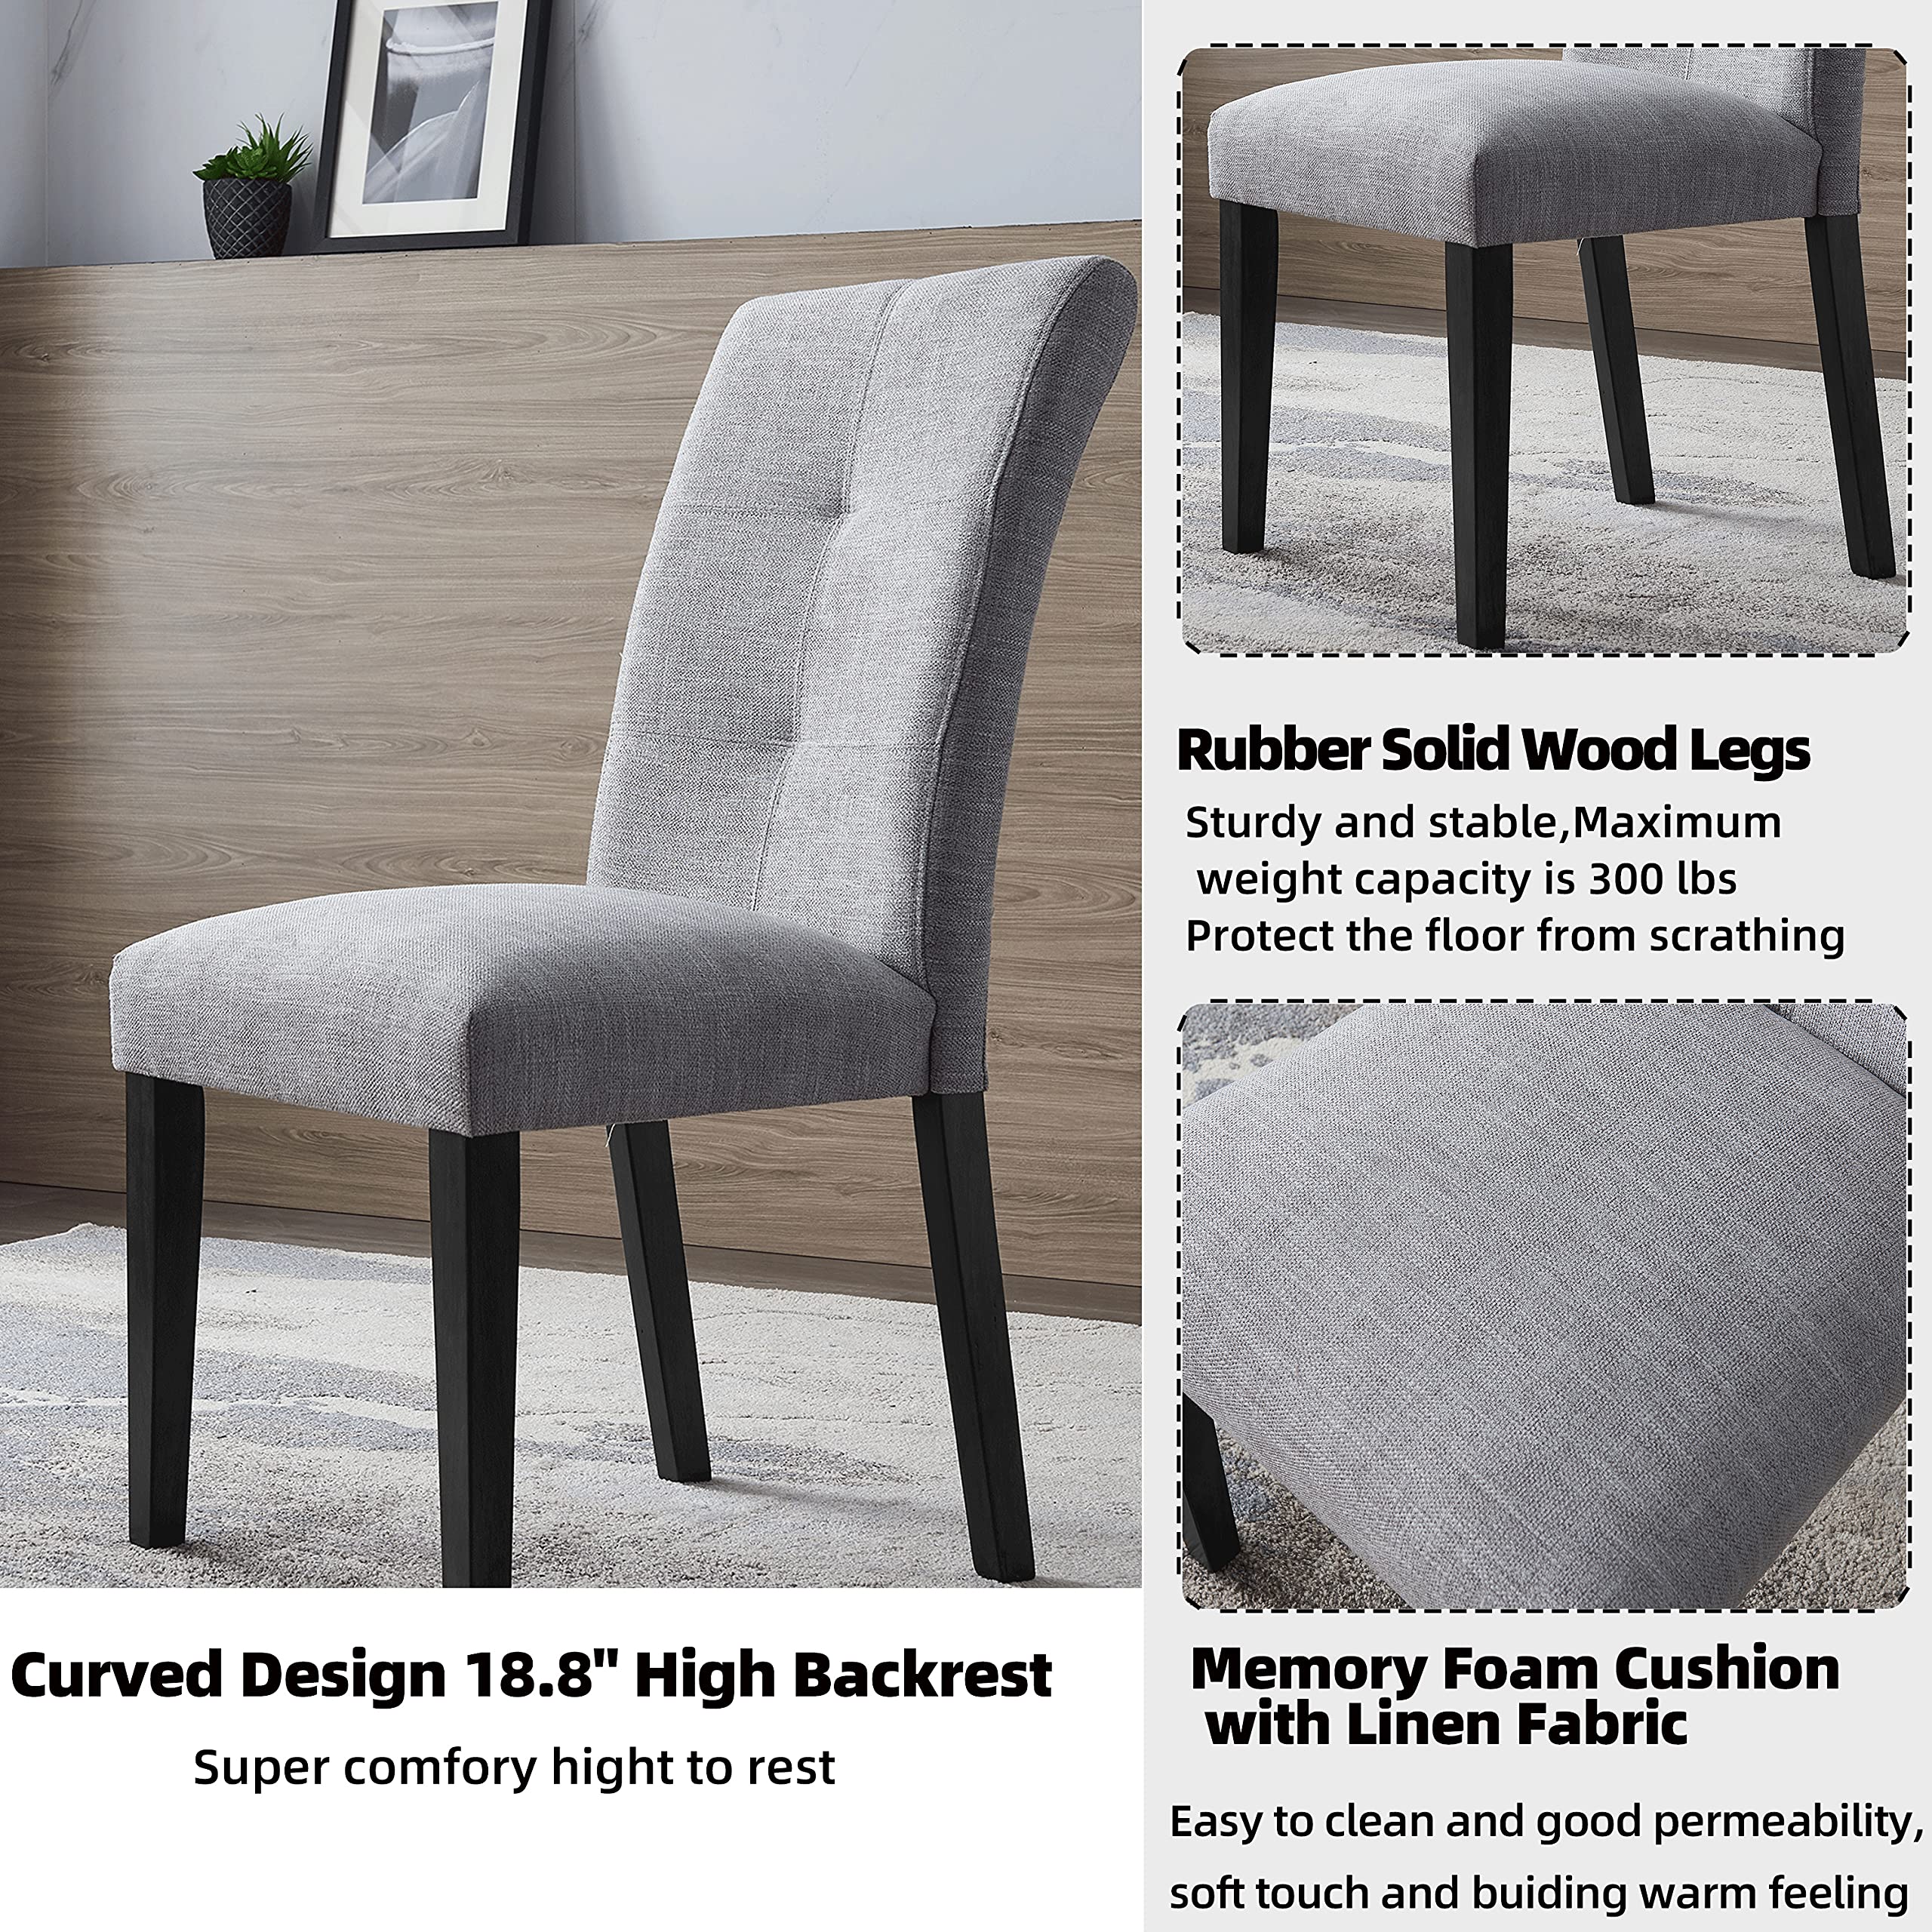 Rubber Solid Wood Legs
Sturdy and stable,Maximum
weight capacity is 300 lbs
Protect the floor from scrathing
Curved Design 18.8" High Backrest
Super comfory hight to rest
Memory Foam Cushion
with Linen Fabric
Easy to clean and good permeability,
soft touch and buiding warm feeling